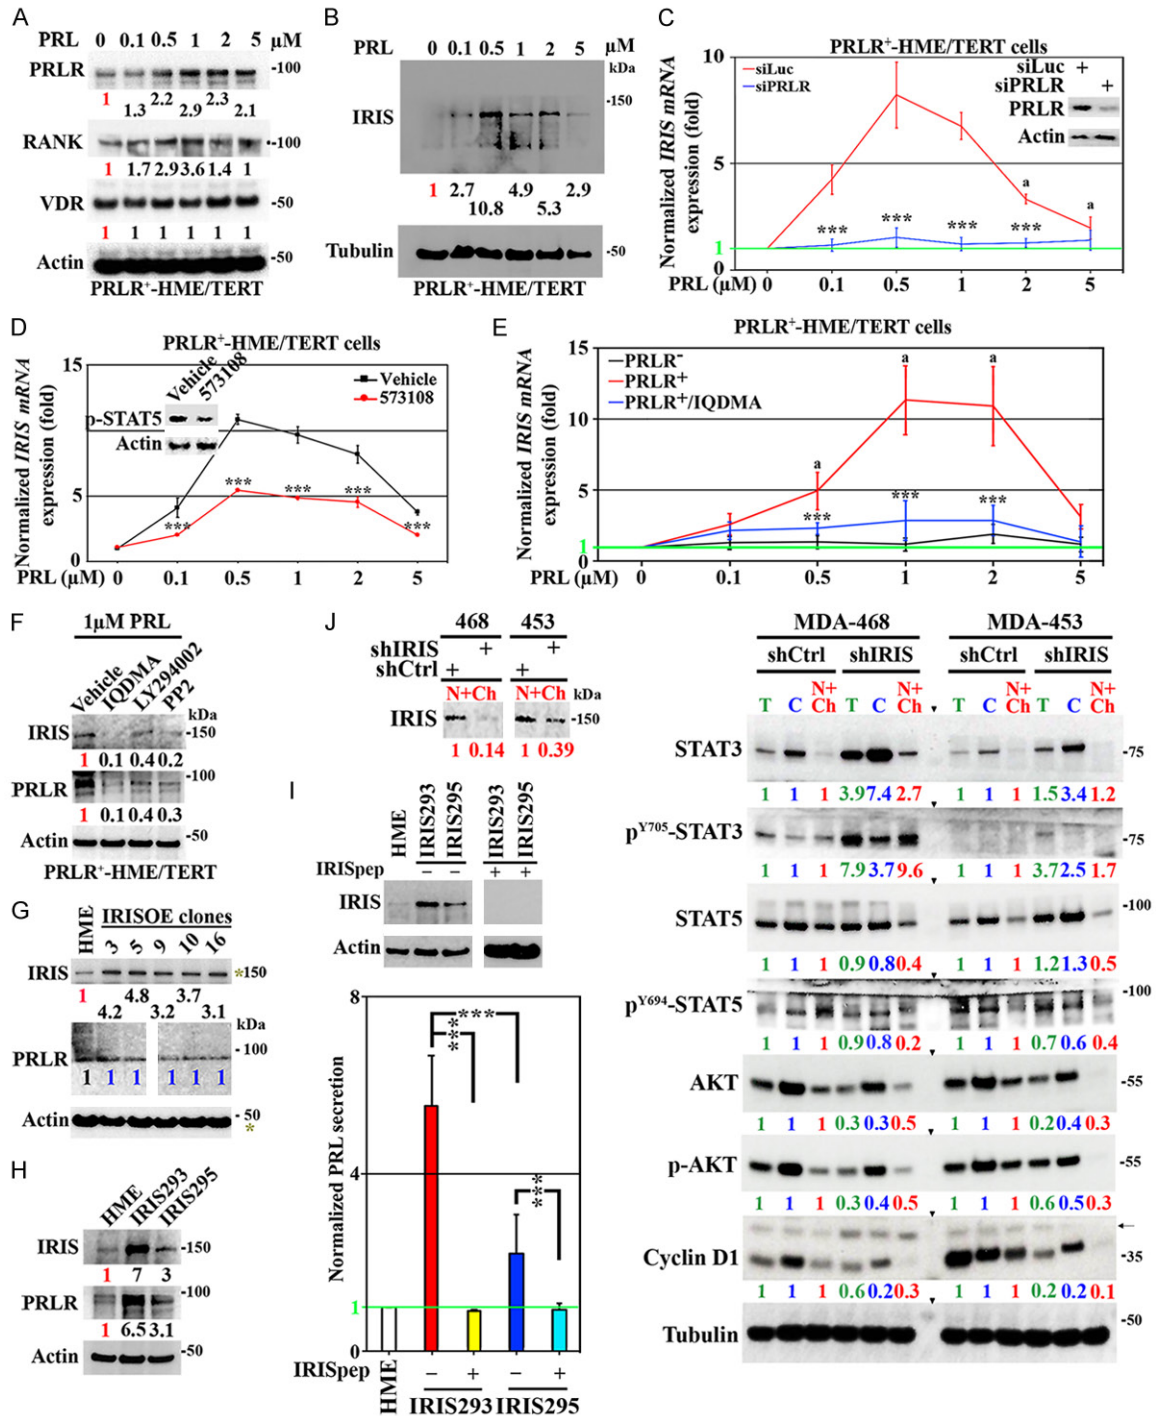 A
PRL 0 0.1 0.5 1 2 5 μM
PRLR -100
1 1.3 2.2 2.9 2.3 2.1
RANK -100
1 1.7 2.9 3.6 1.4 1
VDR -50
1 1 1 1 1 1
Actin
PRLR+-HME/TERT
B
PRL 0 0.1 0.5 1 2 5 μM
kDa
-150
IRIS
1 2.7 10.8 4.9 5.3 2.9
Tubulin -50
PRLR+-HME/TERT
C
PRLR+-HME/TERT cells
Normalized IRIS mRNA
expression (fold)
10
5
1
0
siLuc
siPRLR
siLuc +
siPRLR +
PRLR
Actin
*** *** *** ***
a a
PRL (μM) 0 0.1 0.5 1 2 5
D
PRLR+-HME/TERT cells
Normalized IRIS mRNA
expression (fold)
15
5
0
Vehicle
573108
p-STAT5
Actin
Vehicle
573108
*** *** *** *** ***
PRL (μM) 0 0.1 0.5 1 2 5
E
PRLR+-HME/TERT cells
Normalized IRIS mRNA
expression (fold)
15
10
5
1
0
PRLR-
PRLR+
PRLR+/IQDMA
a a a
*** *** ***
PRL (μM) 0 0.1 0.5 1 2 5
F
1μM PRL
Vehicle IQDMA LY294002 PP2
kDa
IRIS -150
1 0.1 0.4 0.2
-100
PRLR
1 0.1 0.4 0.3
Actin -50
PRLR+-HME/TERT
G
HME IRISOE clones
3 5 9 10 16
IRIS *150
1 4.2 4.8 3.2 3.7 3.1
kDa
PRLR - 100
1 1 1 1 1 1
Actin - 50
*
H
HME IRIS293 IRIS295
IRIS -150
1 7 3
PRLR -100
1 6.5 3.1
Actin -50
I
HME IRIS293 IRIS295 IRIS293 IRIS295
IRISpep − − + +
IRIS
Actin
Normalized PRL secretion
8
4
1
0
*** *** ***
IRISpep − + − +
HME IRIS293 IRIS295
J
468 453
shIRIS + +
shCtrl + +
N+Ch N+Ch kDa
IRIS -150
1 0.14 1 0.39
MDA-468 MDA-453
shCtrl shIRIS shCtrl shIRIS
T C N+Ch T C N+Ch T C N+Ch T C N+Ch
STAT3 -75
1 1 1 3.9 7.4 2.7 1 1 1 1.5 3.4 1.2
pY705-STAT3 -75
1 1 1 7.9 3.7 9.6 1 1 1 3.7 2.5 1.7
STAT5 -100
1 1 1 0.9 0.8 0.4 1 1 1 1.2 1.3 0.5
pY694-STAT5 -100
1 1 1 0.9 0.8 0.2 1 1 1 0.7 0.6 0.4
AKT -55
1 1 1 0.3 0.3 0.5 1 1 1 0.2 0.4 0.3
p-AKT -55
1 1 1 0.3 0.4 0.5 1 1 1 0.6 0.5 0.3
Cyclin D1 -35
1 1 1 0.6 0.2 0.3 1 1 1 0.2 0.2 0.1
Tubulin -50